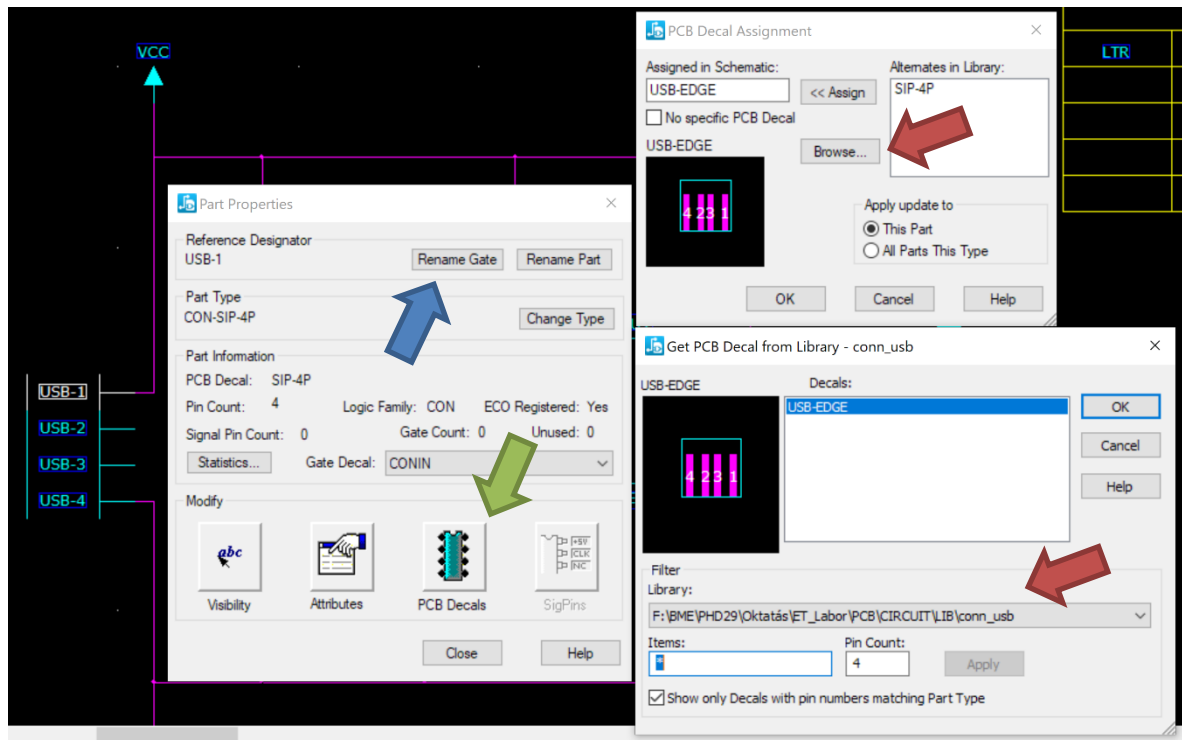 VCC
USB-1
USB-2
USB-3
USB-4
Part Properties
Reference Designator
USB-1
Rename Gate
Rename Part
Part Type
CON-SIP-4P
Change Type
Part Information
PCB Decal: SIP-4P
Pin Count: 4 Logic Family: CON ECO Registered: Yes
Signal Pin Count: 0 Gate Count: 0 Unused: 0
Statistics... Gate Decal: CONIN
Modify
abc
+5V
CLK
NC
Visibility Attributes PCB Decals SigPins
Close Help
PCB Decal Assignment
Assigned in Schematic: Alternates in Library:
USB-EDGE << Assign SIP-4P
No specific PCB Decal
USB-EDGE Browse...
4 23 1
Apply update to
This Part
All Parts This Type
OK Cancel Help
LTR
Get PCB Decal from Library - conn_usb
USB-EDGE Decals:
USB-EDGE
OK
Cancel
Help
4 2 3 1
Filter
Library:
F:\BME\PHD29\Oktatás\ET_Labor\PCB\CIRCUIT\LIB\conn_usb
Items: Pin Count:
* 4 Apply
Show only Decals with pin numbers matching Part Type